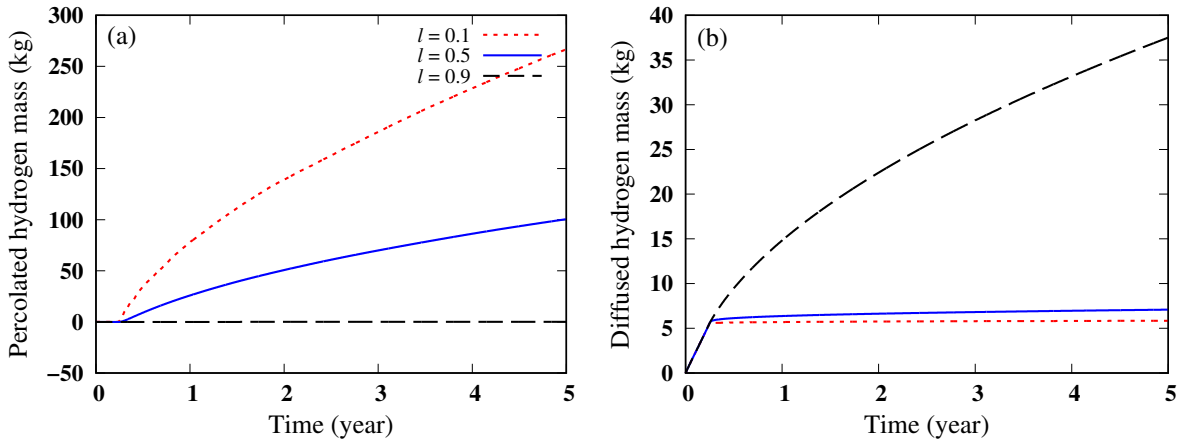 (a)
l = 0.1
l = 0.5
l = 0.9
Percolated hydrogen mass (kg)
300
250
200
150
100
50
0
−50
0 1 2 3 4 5
Time (year)
(b)
Diffused hydrogen mass (kg)
40
35
30
25
20
15
10
5
0
0 1 2 3 4 5
Time (year)